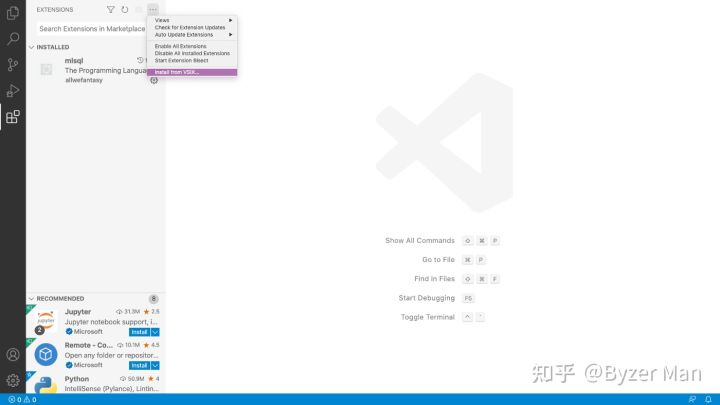 EXTENSIONS
Search Extensions in Marketplace
Views
Check for Extension Updates
Auto Update Extensions
Enable All Extensions
Disable All Installed Extensions
Start Extension Bisect
Install from VSIX...
INSTALLED
mlsql
The Programming Languag
allwefantasy
Show All Commands ⇧ ⌘ P
Go to File ⌘ P
Find in Files ⇧ ⌘ F
Start Debugging F5
Toggle Terminal ^ `
RECOMMENDED 8
Jupyter 31.3M 2.5
Jupyter notebook support, i...
Microsoft Install
jupyter
2
Remote - Co... 10.1M 4.5
Open any folder or repositor...
Microsoft Install
Python 50.9M 4
IntelliSense (Pylance), Lintin...
知乎 @Byzer Man
0 0